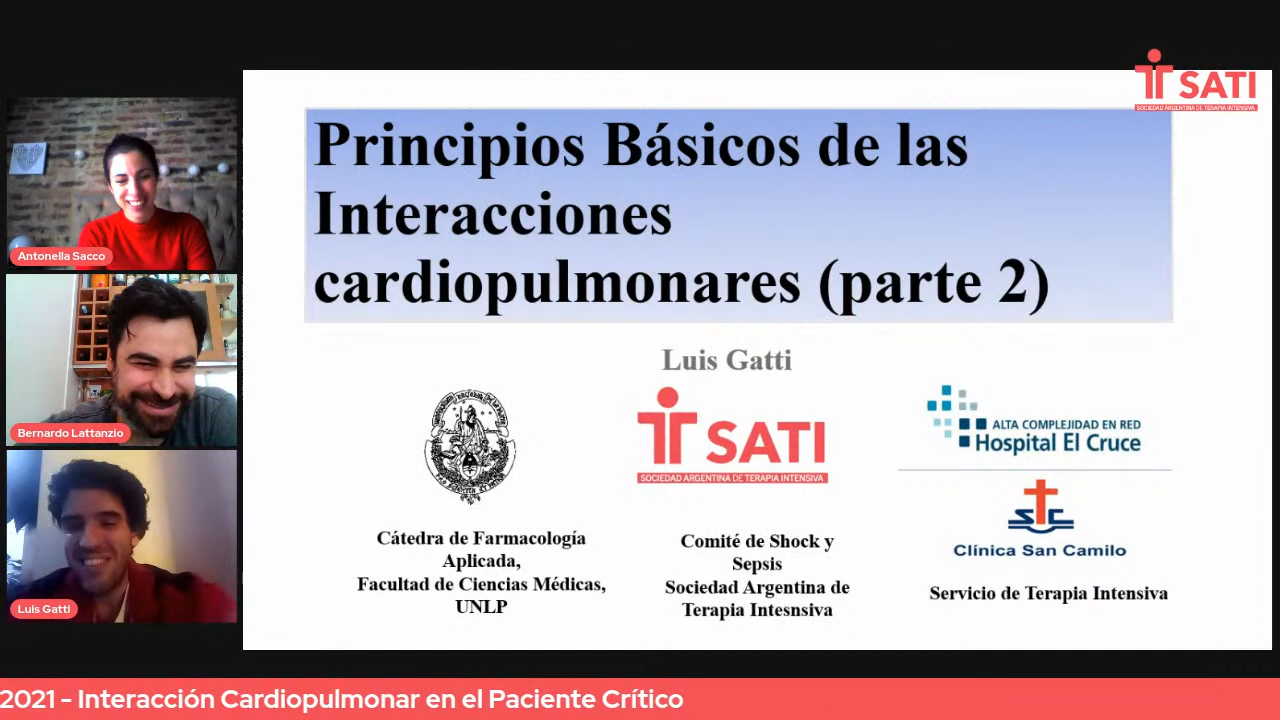 SATI
SOCIEDAD ARGENTINA DE TERAPIA INTENSIVA
Principios Básicos de las
Interacciones
cardiopulmonares (parte 2)
Luis Gatti
SATI
SOCIEDAD ARGENTINA DE TERAPIA INTENSIVA
ALTA COMPLEJIDAD EN RED
Hospital El Cruce
STC
Clínica San Camilo
Cátedra de Farmacología
Aplicada,
Facultad de Ciencias Médicas,
UNLP
Comité de Shock y
Sepsis
Sociedad Argentina de
Terapia Intesnsiva
Servicio de Terapia Intensiva
Antonella Sacco
Bernardo Lattanzio
Luis Gatti
2021 - Interacción Cardiopulmonar en el Paciente Crítico